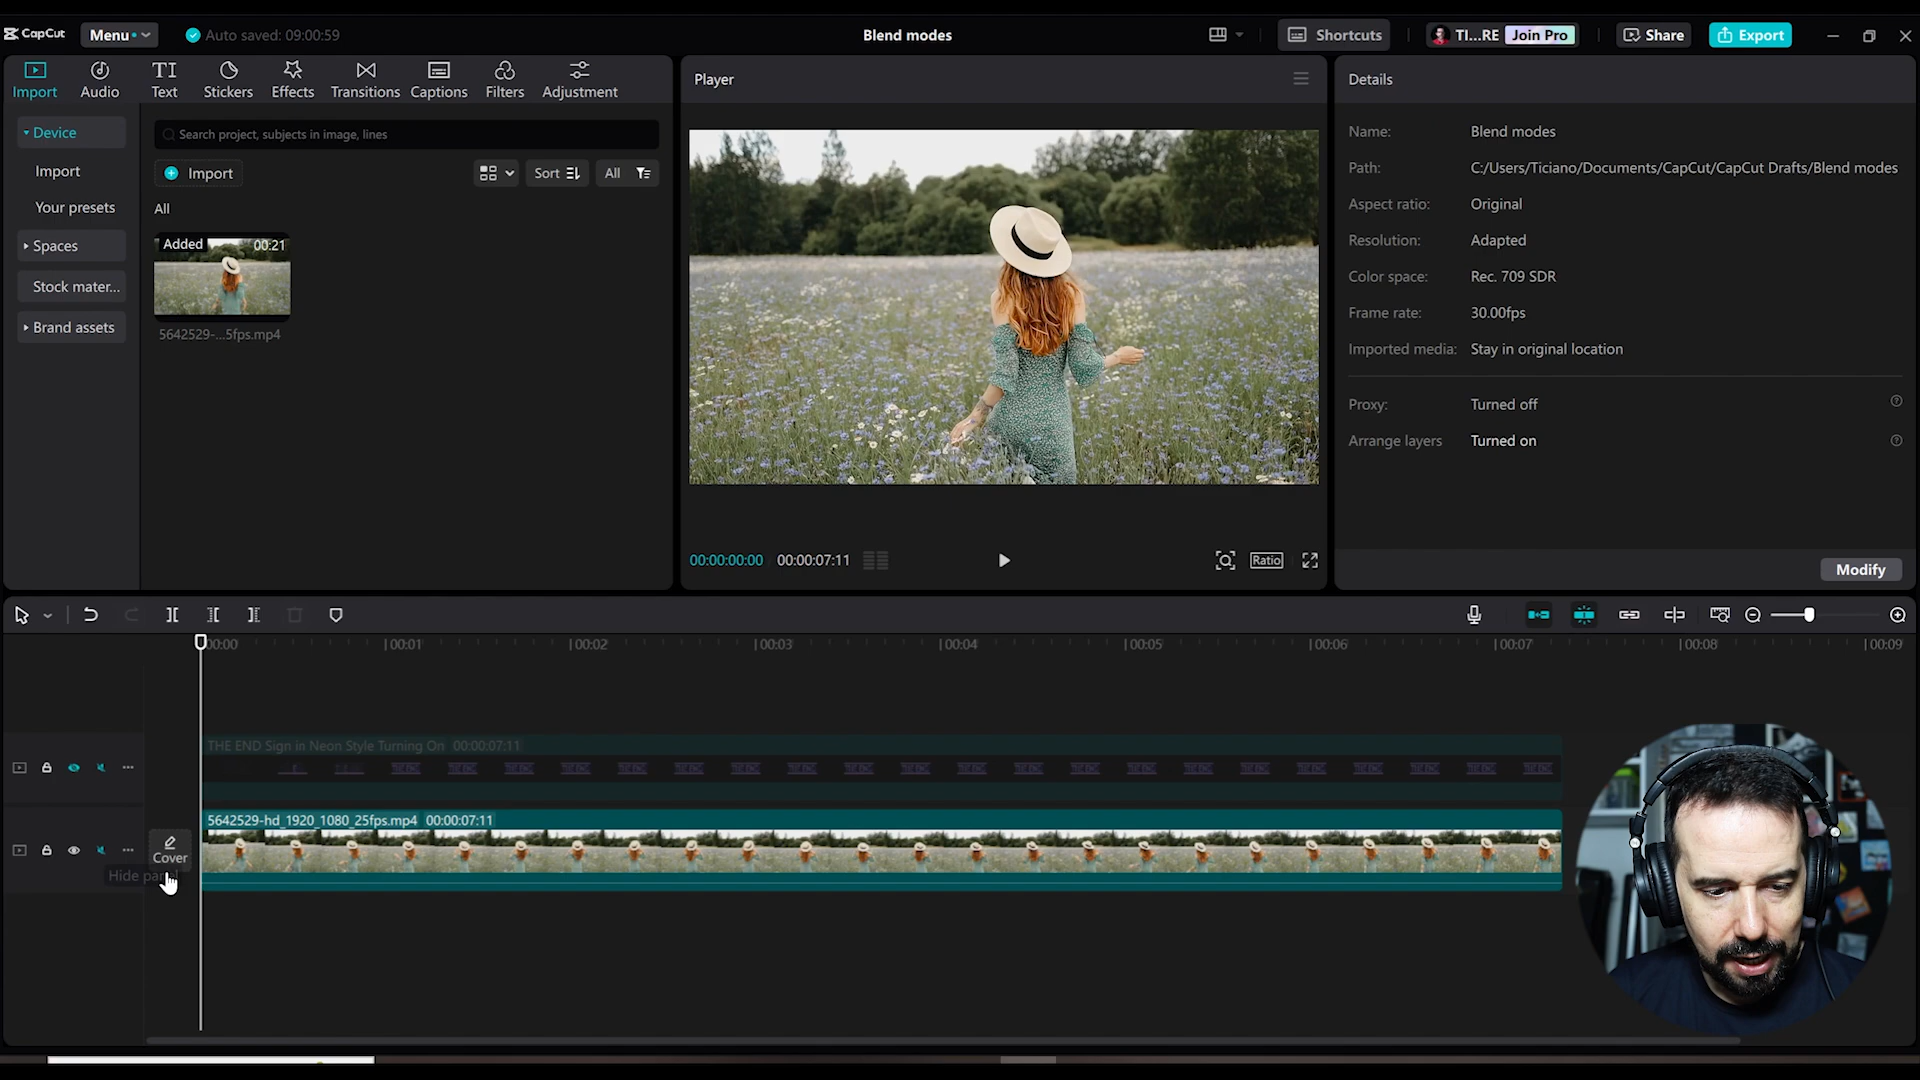 CapCut
Menu
Auto saved: 09:00:59
Blend modes
Shortcuts
TI...RE
Join Pro
Share
Export
Import
Audio
TI
Text
Stickers
Effects
Transitions
Captions
Filters
Adjustment
Player
Details
Device
Import
Your presets
Spaces
Stock mater...
Brand assets
Search project, subjects in image, lines
Import
Sort
All
All
Added
00:21
5642529-...5fps.mp4
00:00:00:00
00:00:07:11
Ratio
Name: Blend modes
Path: C:/Users/Ticiano/Documents/CapCut/CapCut Drafts/Blend modes
Aspect ratio: Original
Resolution: Adapted
Color space: Rec. 709 SDR
Frame rate: 30.00fps
Imported media: Stay in original location
Proxy: Turned off
Arrange layers Turned on
Modify
00:00
00:01
00:02
00:03
00:04
00:05
00:06
00:07
00:08
00:09
THE END Sign in Neon Style Turning On 00:00:07:11
5642529-hd_1920_1080_25fps.mp4 00:00:07:11
Cover